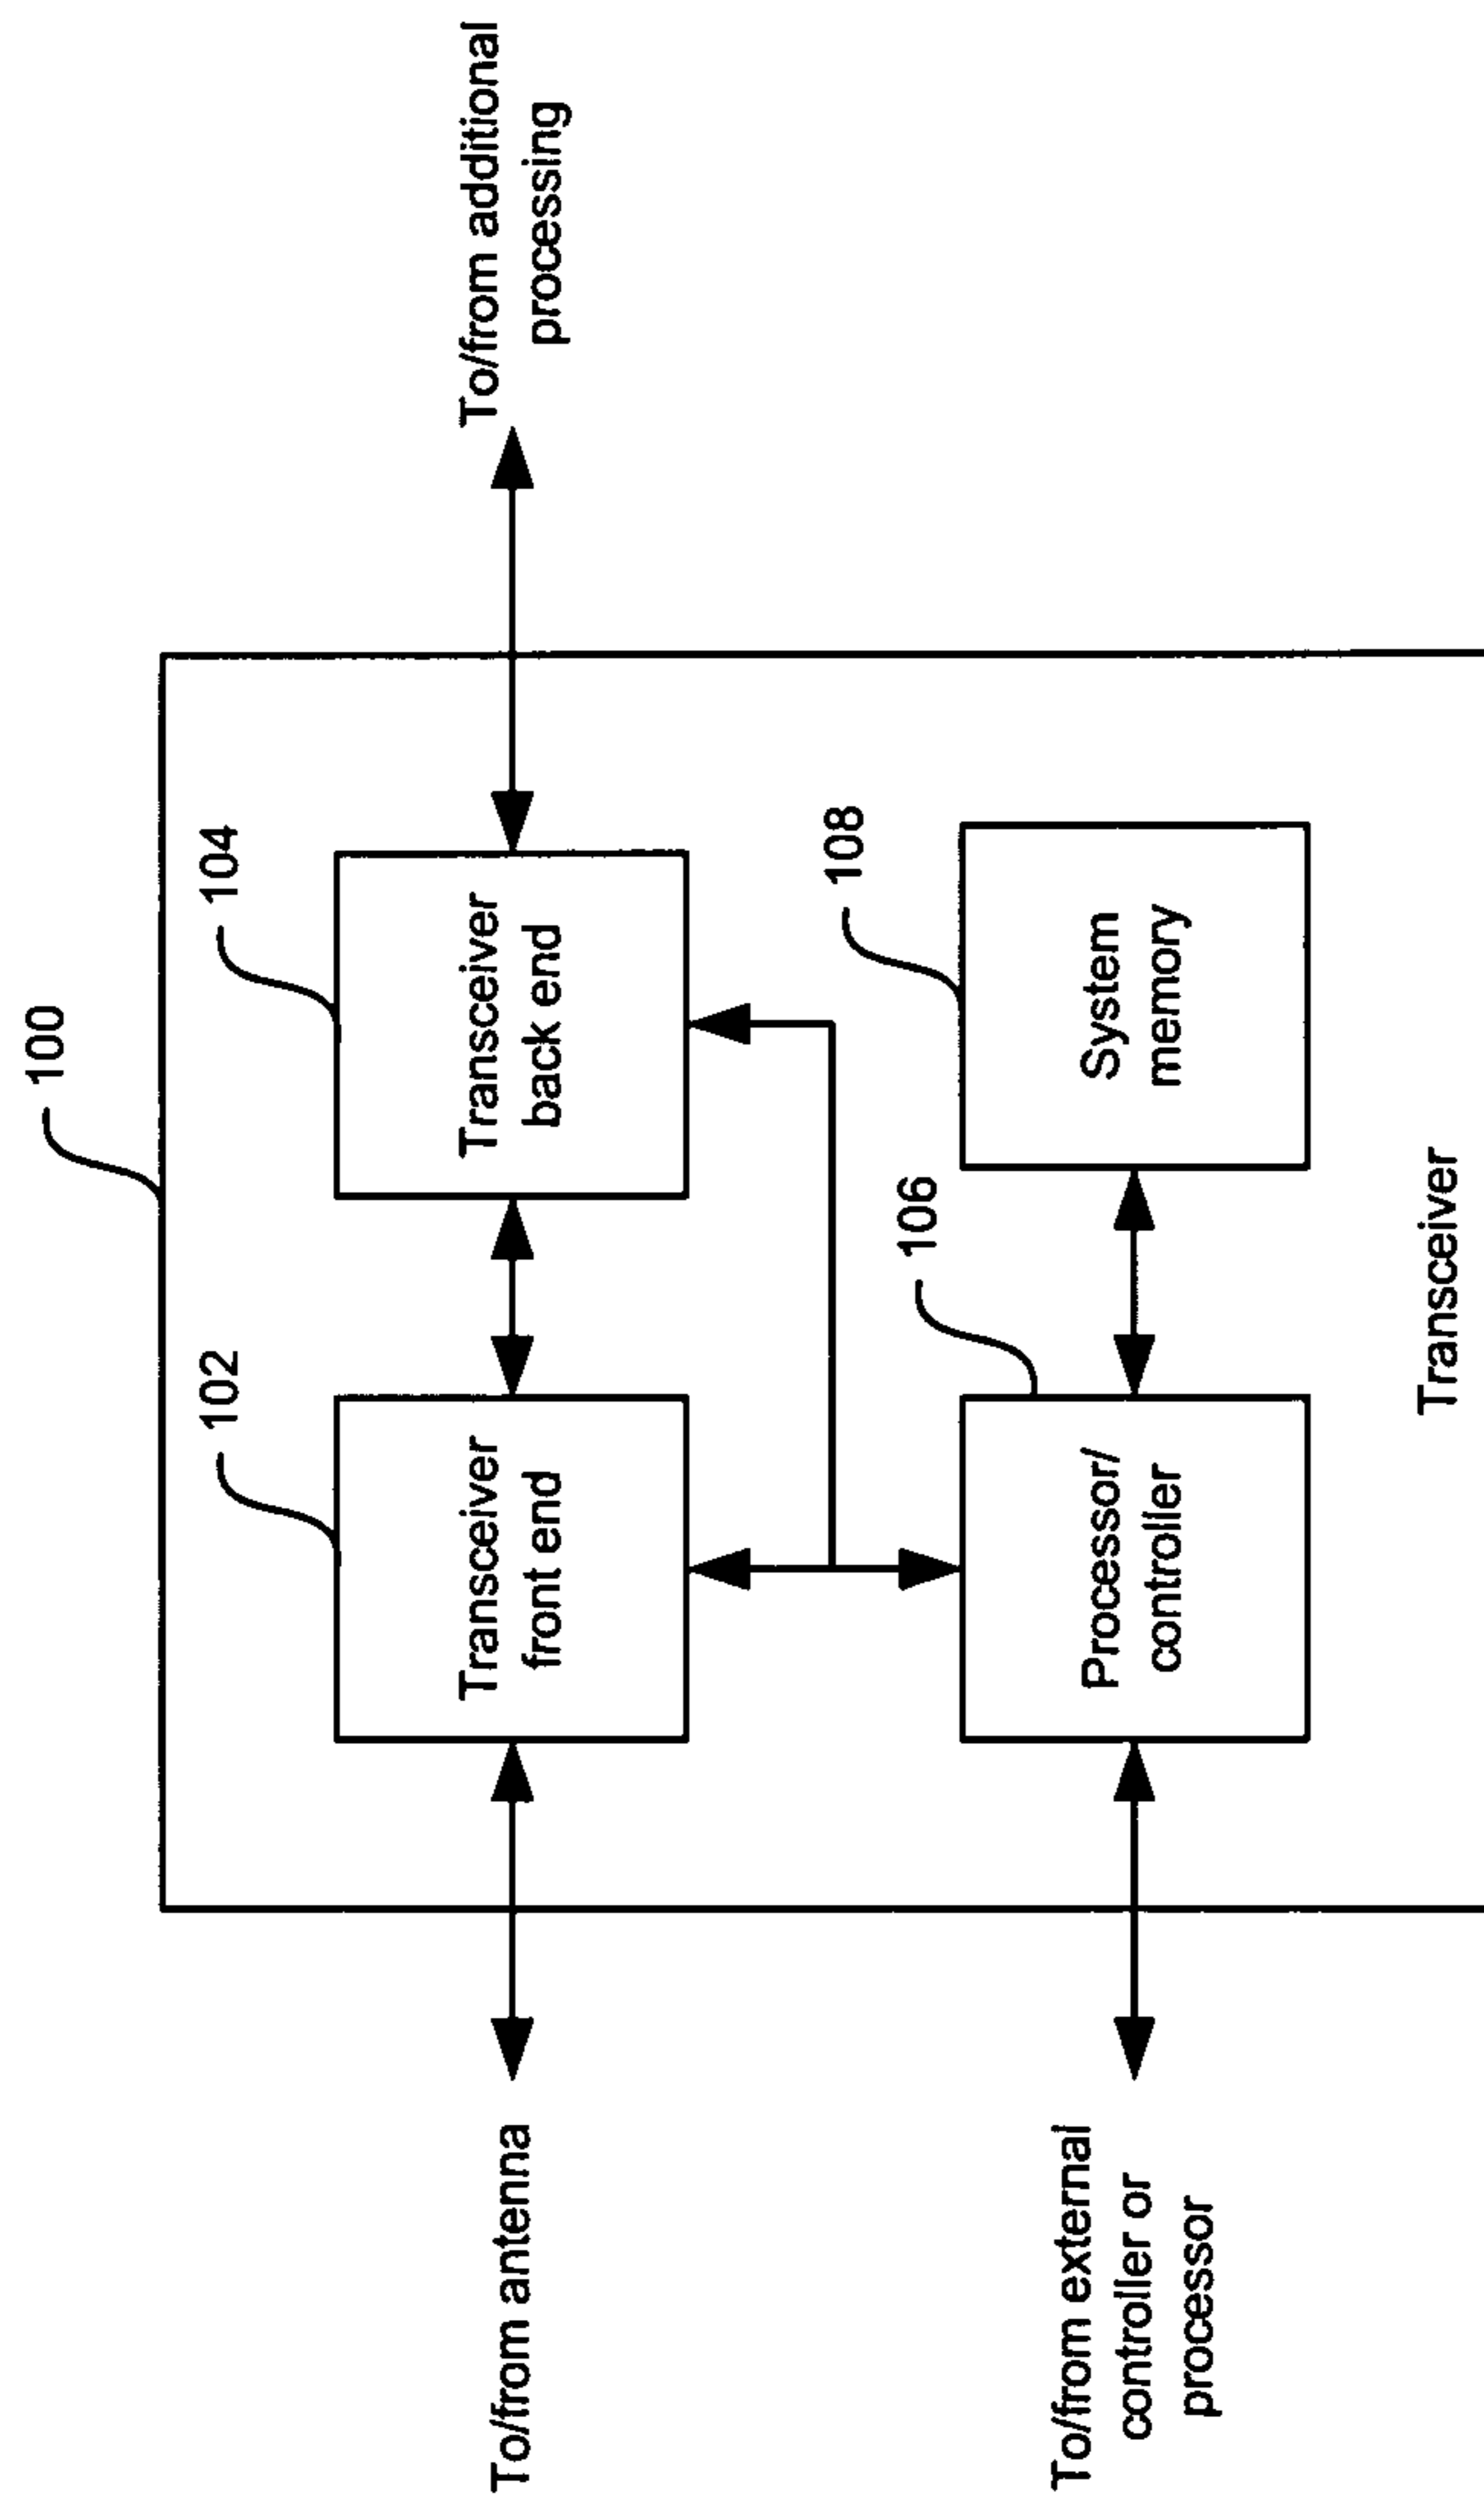 100
102
104
To/from antenna
Transceiver
front end
Transceiver
back end
To/from additional
processing
106
108
To/from external
controller or
processor
Processor/
controller
System
memory
Transceiver